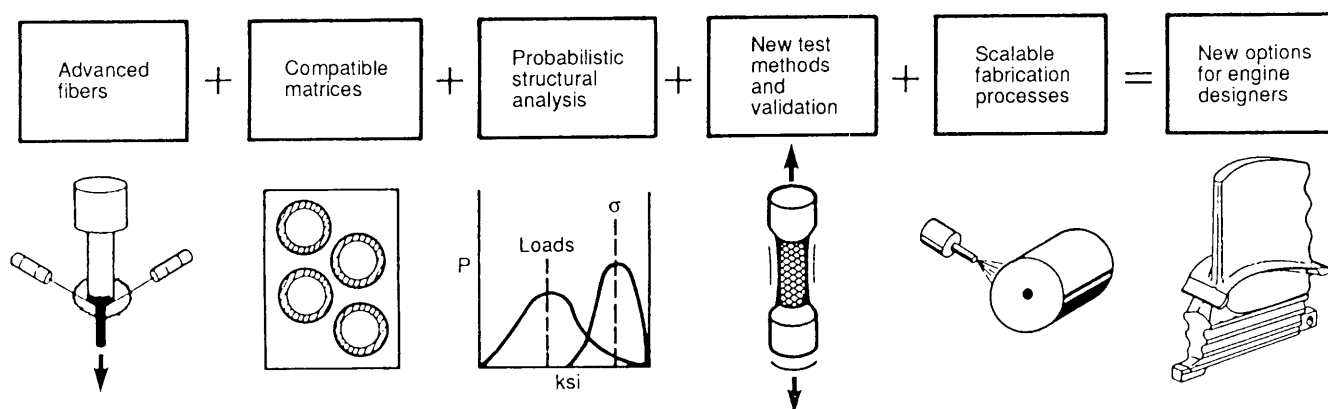 Advanced
fibers
+
Compatible
matrices
+
Probabilistic
structural
analysis
+
New test
methods
and
validation
+
Scalable
fabrication
processes
=
New options
for engine
designers
σ
Loads
P
ksi